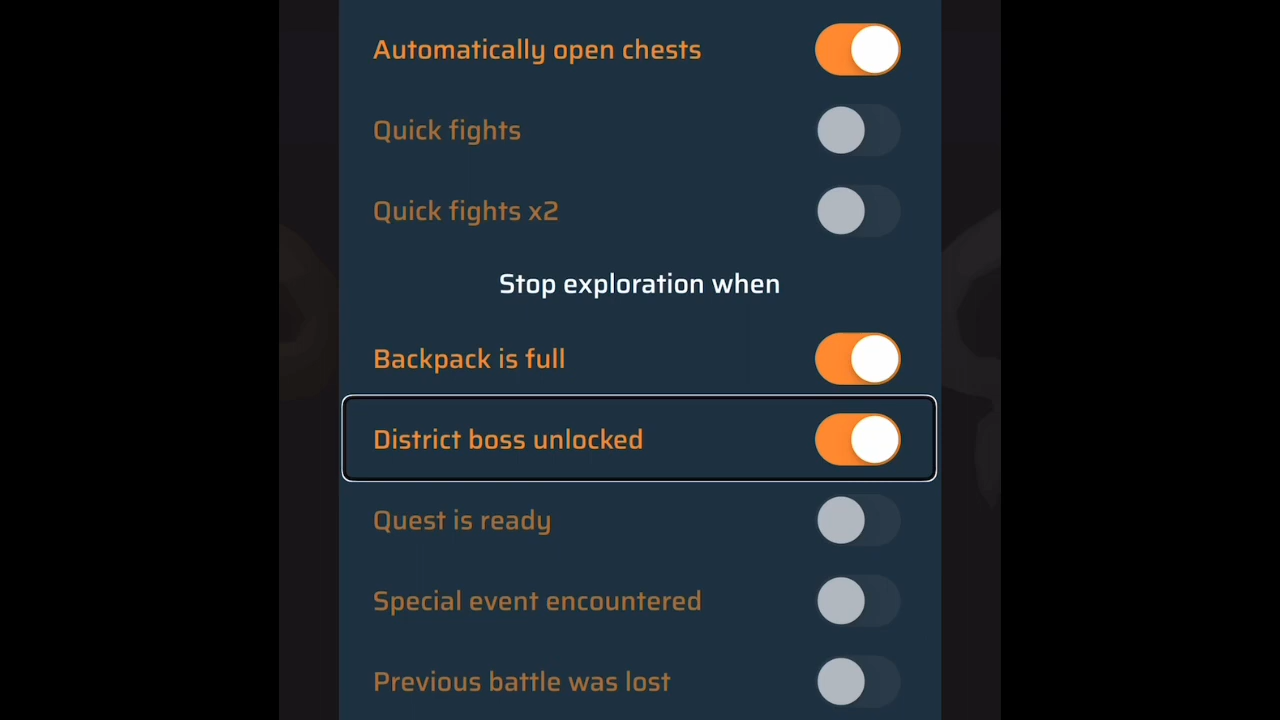 Automatically open chests
Quick fights
Quick fights x2
Stop exploration when
Backpack is full
District boss unlocked
Quest is ready
Special event encountered
Previous battle was lost